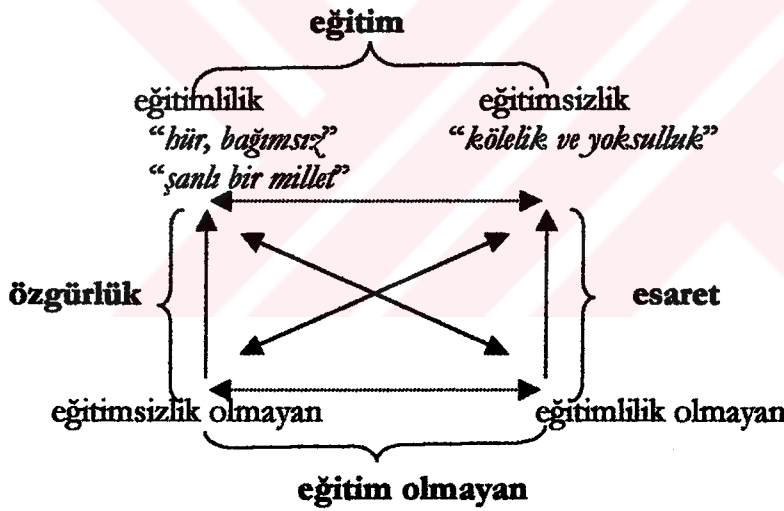 eğitim
eğitimlilik eğitimsizlik
“hür, bağımsız” “kölelik ve yoksulluk”
“şanlı bir millet”
özgürlük esaret
eğitimsizlik olmayan eğitimlilik olmayan
eğitim olmayan